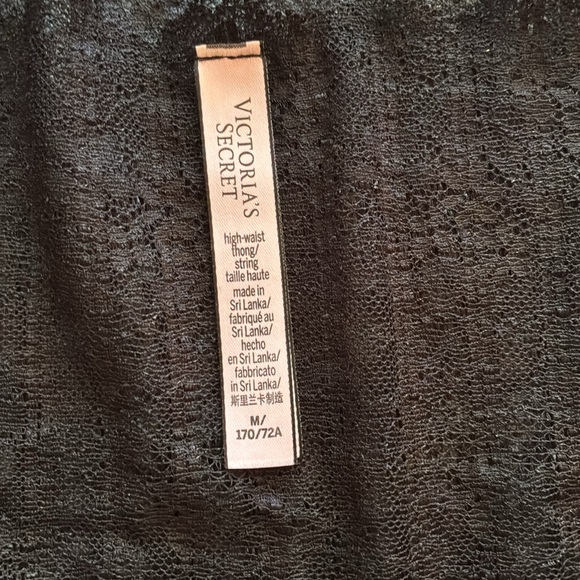 VICTORIA'S
SECRET
high-waist
thong/
string
taille haute
made in
Sri Lanka/
fabriqué au
Sri Lanka/
hecho
en Sri Lanka/
fabbricato
in Sri Lanka/
斯里兰卡制造
M/
170/72A